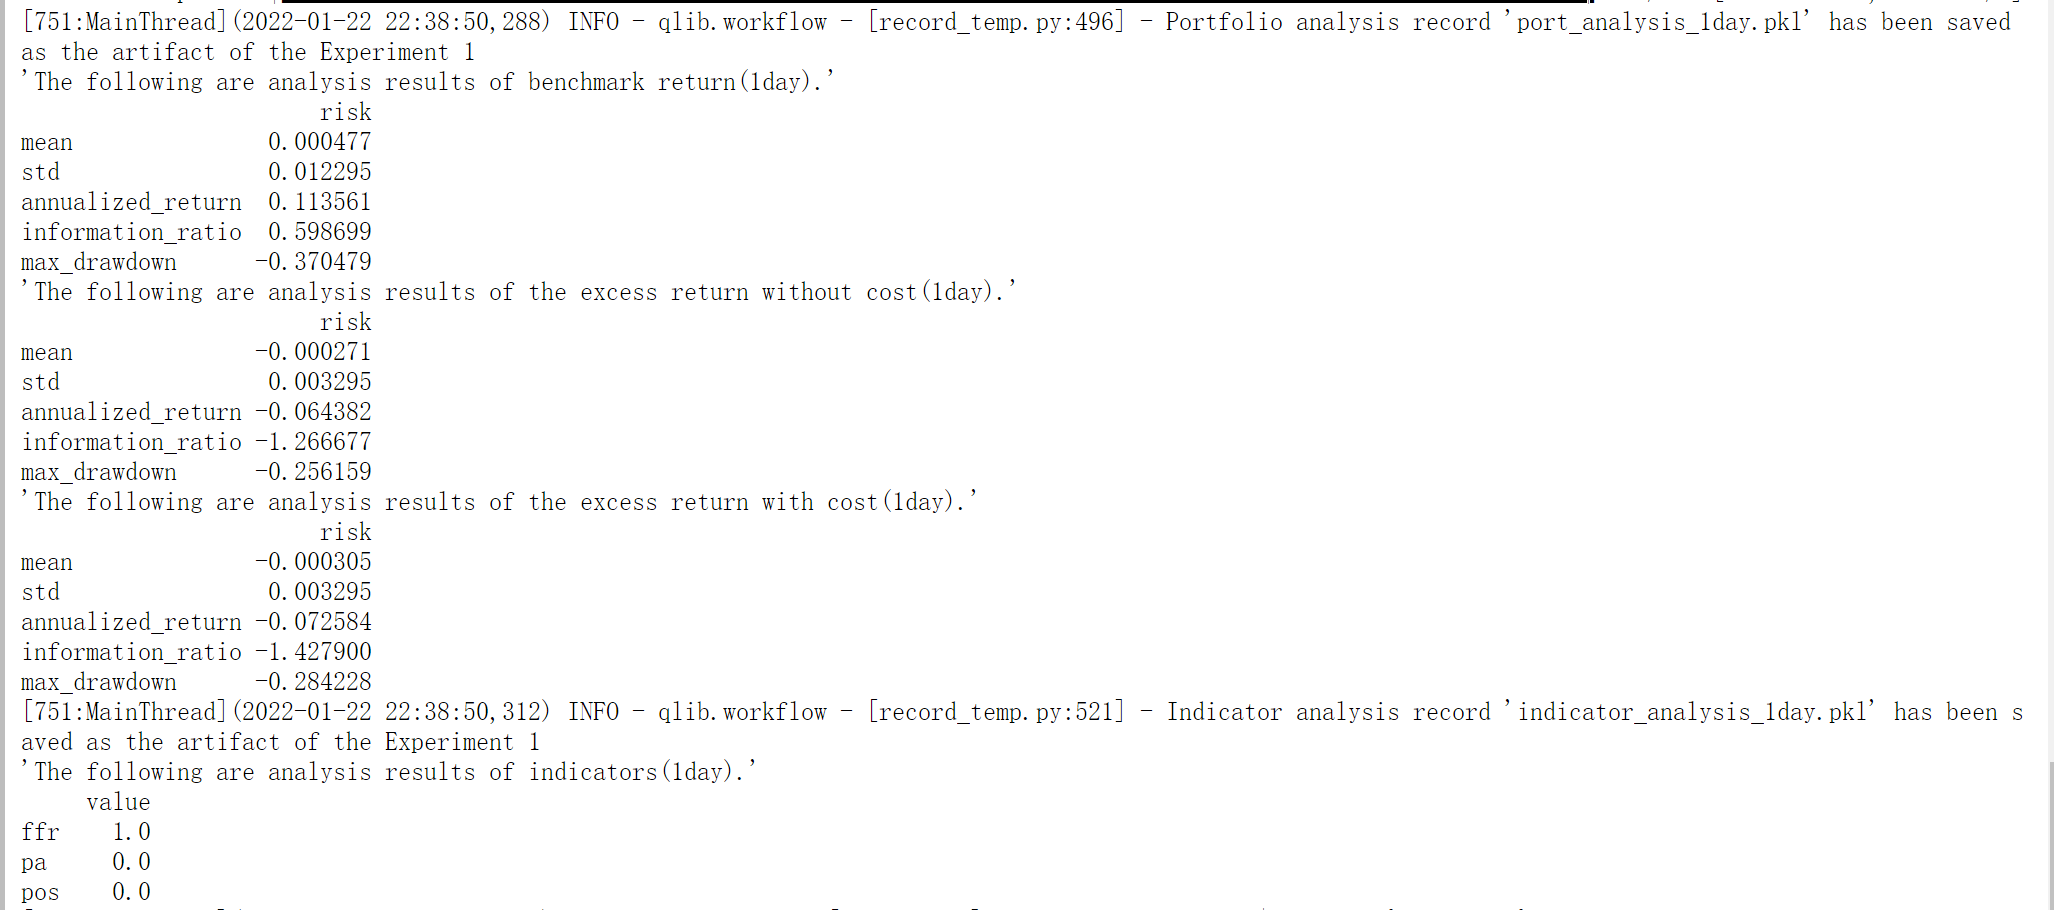 [751:MainThread](2022-01-22 22:38:50,288) INFO - qlib.workflow - [record_temp.py:496] - Portfolio analysis record 'port_analysis_1day.pkl' has been saved
as the artifact of the Experiment 1
'The following are analysis results of benchmark return(1day).'
                       risk
mean               0.000477
std                0.012295
annualized_return  0.113561
information_ratio  0.598699
max_drawdown      -0.370479
'The following are analysis results of the excess return without cost(1day).'
                       risk
mean              -0.000271
std                0.003295
annualized_return -0.064382
information_ratio -1.266677
max_drawdown      -0.256159
'The following are analysis results of the excess return with cost(1day).'
                       risk
mean              -0.000305
std                0.003295
annualized_return -0.072584
information_ratio -1.427900
max_drawdown      -0.284228
[751:MainThread](2022-01-22 22:38:50,312) INFO - qlib.workflow - [record_temp.py:521] - Indicator analysis record 'indicator_analysis_1day.pkl' has been s
aved as the artifact of the Experiment 1
'The following are analysis results of indicators(1day).'
     value
ffr    1.0
pa     0.0
pos    0.0